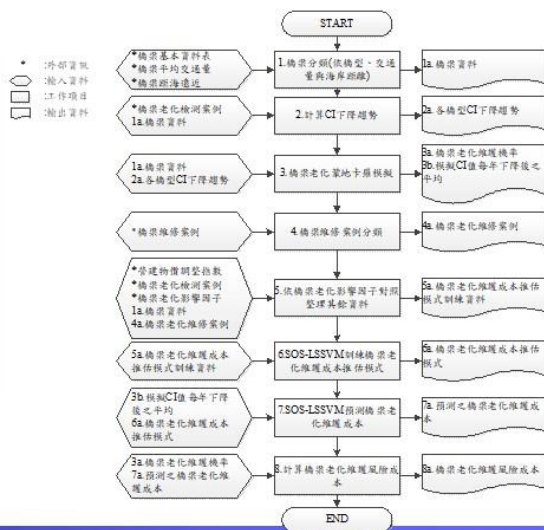 START
* :外部資訊
:輸入資料
:工作項目
:輸出資料
*橋梁基本資料表
*橋梁平均交通量
*橋梁距海遠近
1.橋梁分類(依橋型、交通
量與海岸距離)
1a.橋梁資料
*橋梁老化檢測案例
1a.橋梁資料
2.計算CI下降趨勢
2a.各橋型CI下降趨勢
1a.橋梁資料
2a.各橋型CI下降趨勢
3.橋梁老化蒙地卡羅模擬
3a.橋梁老化維護機率
3b.模擬CI值每年下降後之
平均
*橋梁維修案例
4.橋梁維修案例分類
4a.橋梁老化維修案例
*營建物價調整指數
*橋梁老化檢測案例
*橋梁老化影響因子
1a.橋梁資料
4a.橋梁老化維修案例
5.依橋梁老化影響因子對照
整理其餘資料
5a.橋梁老化維護成本推估
模式訓練資料
5a.橋梁老化維護成本
推估模式訓練資料
6.SOS-LSSVM訓練橋梁老
化維護成本推估模式
6a.橋梁老化維護成本推估
模式
3b.模擬CI值每年下降
後之平均
6a.橋梁老化維護成本
推估模式
7.SOS-LSSVM預測橋梁老
化維護成本
7a.預測之橋梁老化維護成
本
3a.橋梁老化維護機率
7a.預測之橋梁老化維
護成本
8.計算橋梁老化維護風險成
本
8a.橋梁老化維護風險成本
END